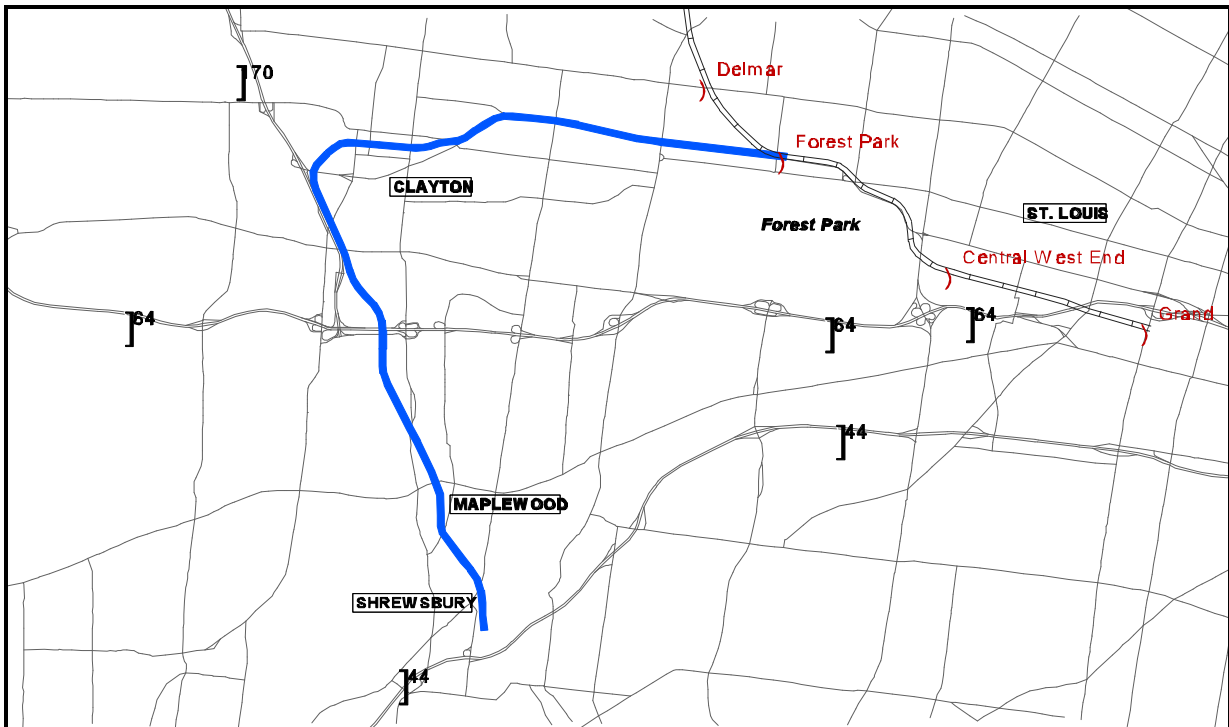 170
Delmar
Forest Park
CLAYTON
ST. LOUIS
Forest Park
Central West End
64
64
64
Grand
44
MAPLEWOOD
SHREWSBURY
44